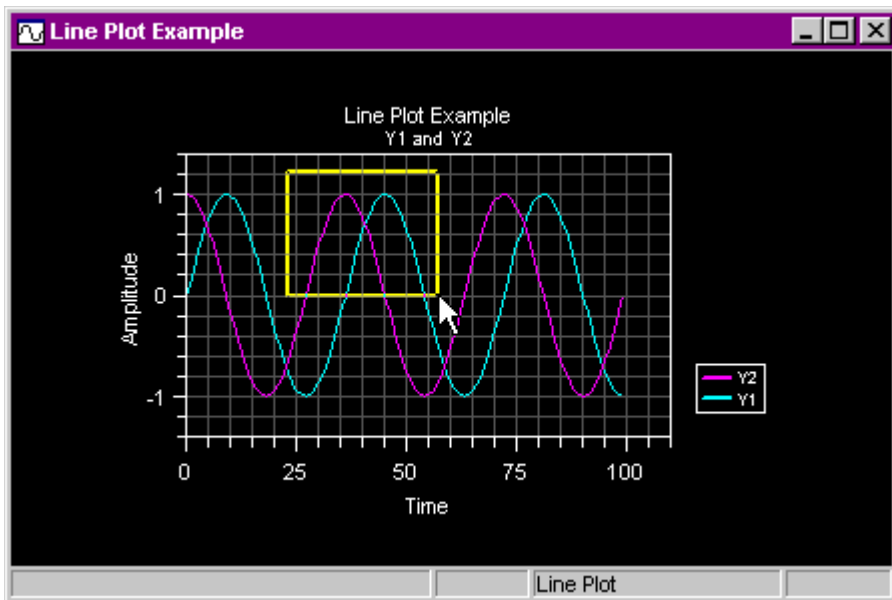 Line Plot Example
Line Plot Example
Y1 and Y2
1
0
-1
Amplitude
0 25 50 75 100
Time
Y2
Y1
Line Plot